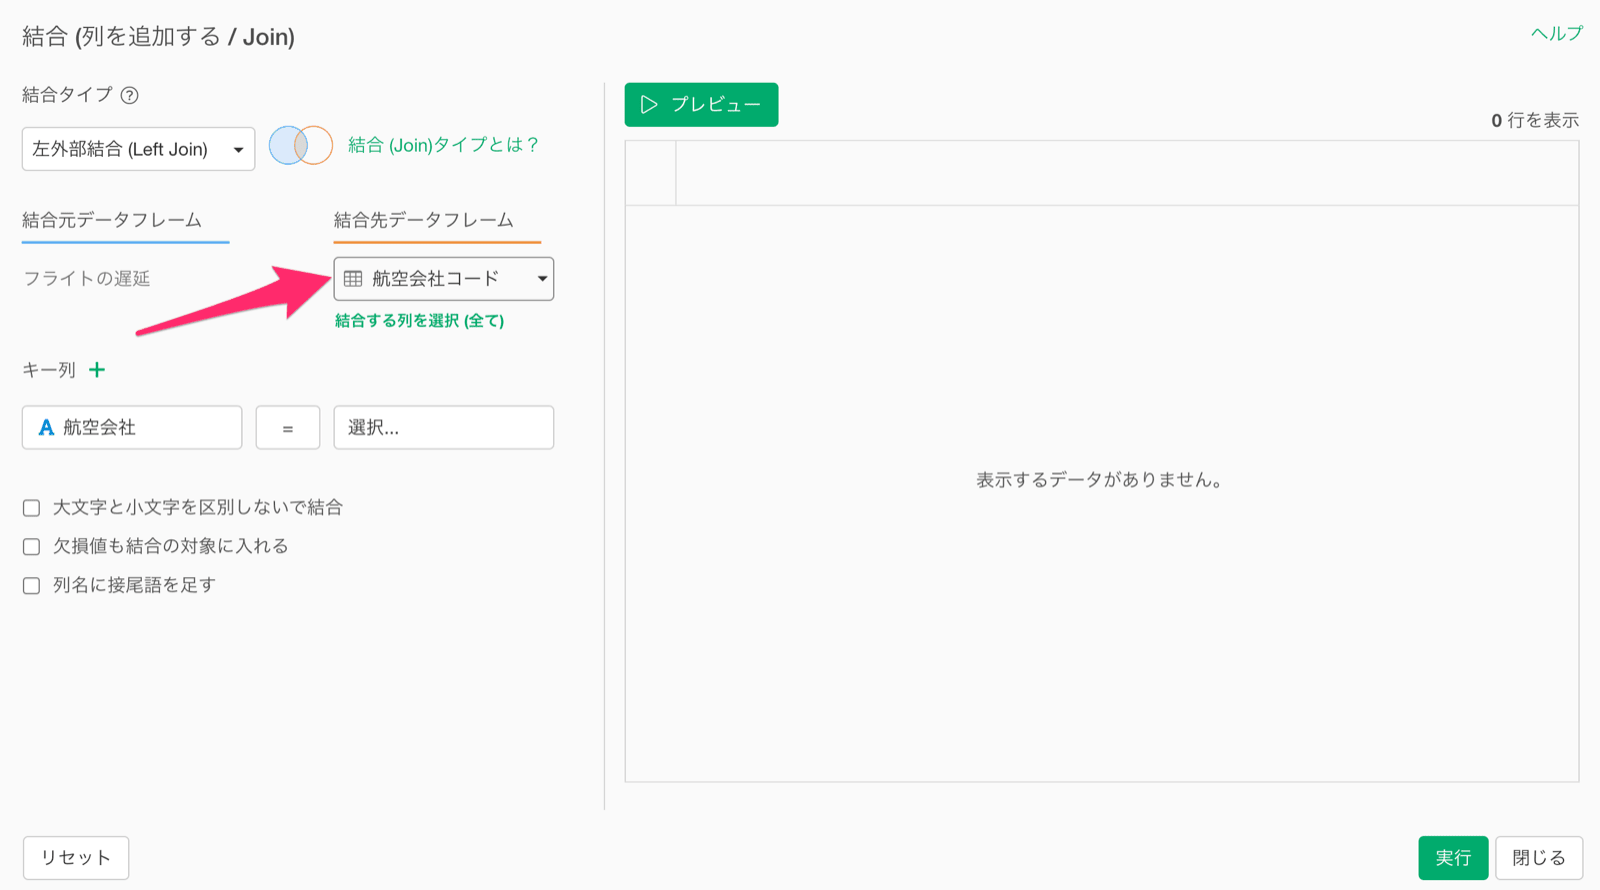 結合 (列を追加する / Join)
ヘルプ
結合タイプ ?
左外部結合 (Left Join)
結合 (Join)タイプとは？
結合元データフレーム
結合先データフレーム
フライトの遅延
航空会社コード
結合する列を選択 (全て)
キー列 +
A 航空会社
=
選択...
大文字と小文字を区別しないで結合
欠損値も結合の対象に入れる
列名に接尾語を足す
プレビュー
0 行を表示
表示するデータがありません。
リセット
実行
閉じる